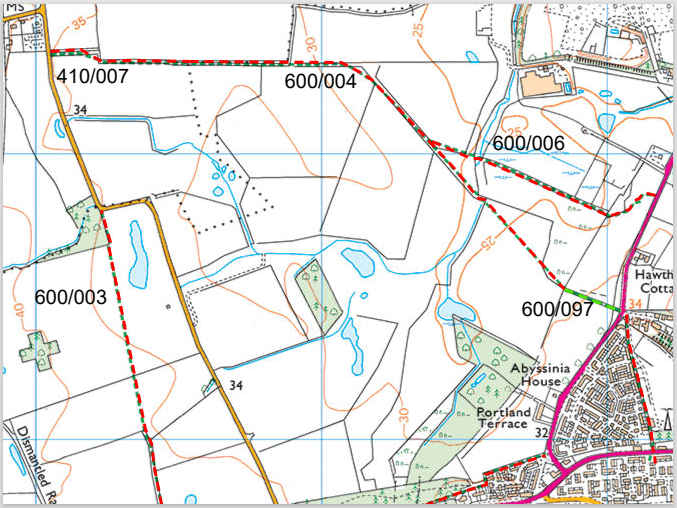 MS
35
30
25
410/007
600/004
34
25
600/006
25
Hawth
Cotta
600/003
40
600/097
34
34
Abyssinia
House
Portland
Terrace
30
32
Dismantled Ra